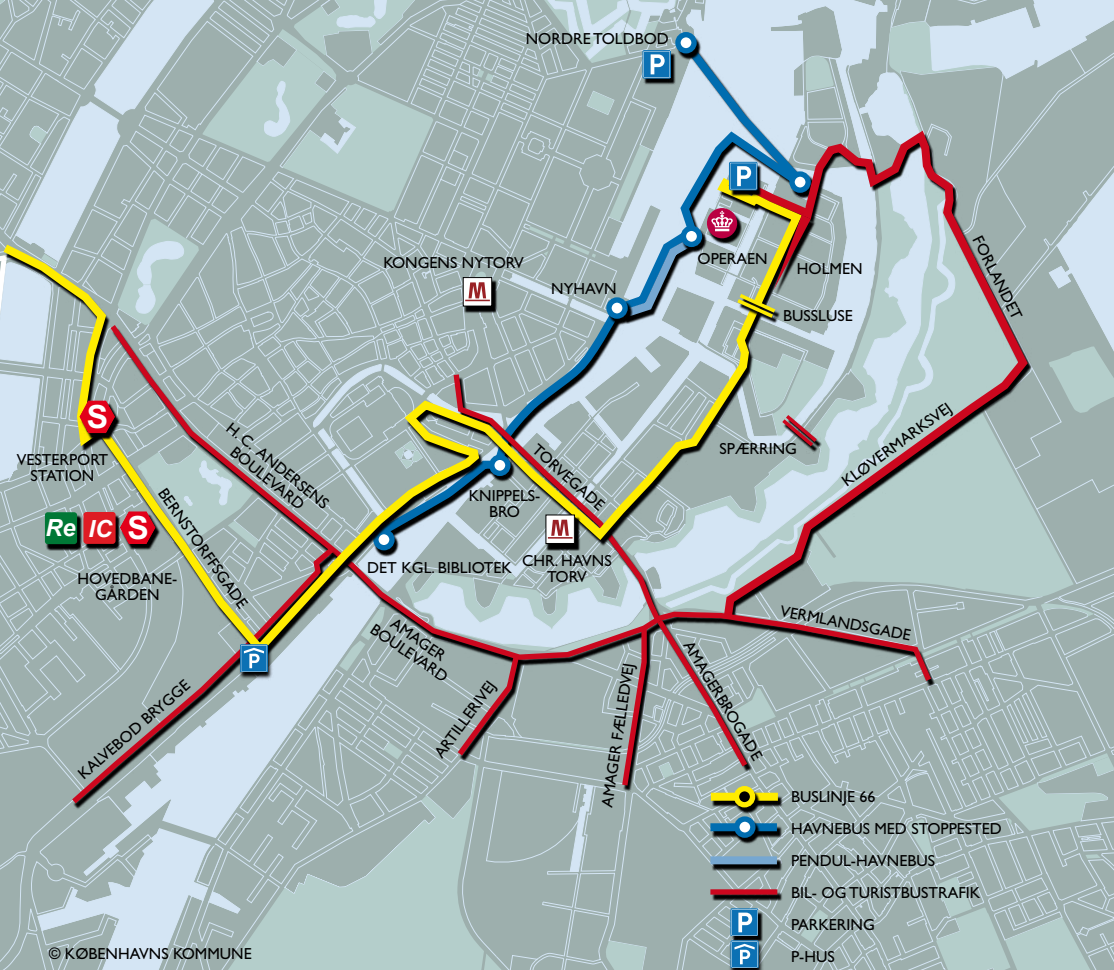 NORDRE TOLDBOD
P
P
OPERAEN
HOLMEN
KONGENS NYTORV
M
NYHAVN
BUSSLUSE
FORLANDET
S
VESTERPORT
STATION
H. C. ANDERSENS
BOULEVARD
TORVEGADE
SPÆRRING
KLØVERMARKSVEJ
KNIPPELS-
BRO
Re
IC
S
BERNSTORFFSGADE
M
HOVEDBANE-
GÅRDEN
DET KGL. BIBLIOTEK
CHR. HAVNS
TORV
VERMLANDSGADE
P
AMAGER
BOULEVARD
KALVEBOD BRYGGE
ARTILLERIVEJ
AMAGER FÆLLEDVEJ
AMAGERBROGADE
BUSLINJE 66
HAVNEBUS MED STOPPESTED
PENDUL-HAVNEBUS
BIL- OG TURISTBUSTRAFIK
P
PARKERING
P
P-HUS
© KØBENHAVNS KOMMUNE